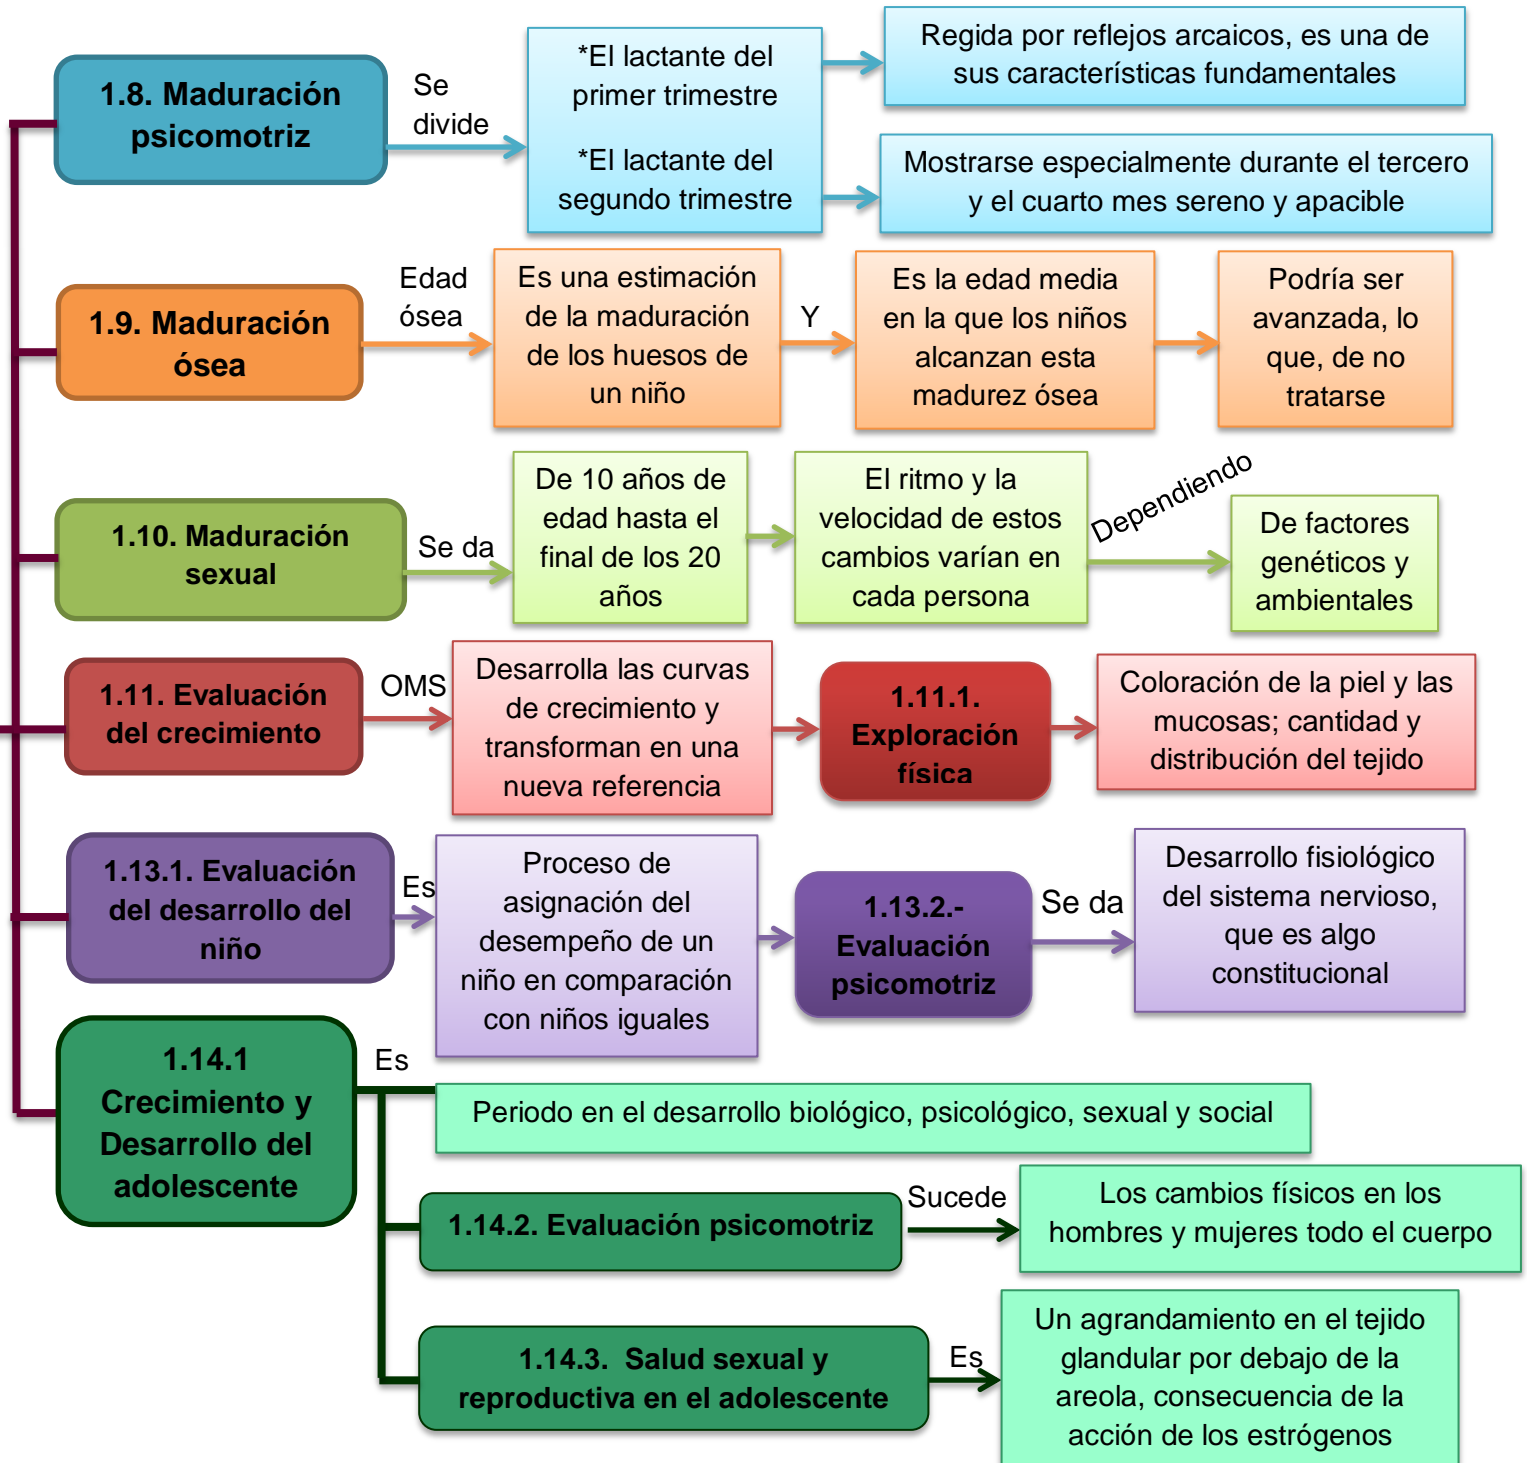 1.8. Maduración
psicomotriz
Se
divide
*El lactante del
primer trimestre
*El lactante del
segundo trimestre
Regida por reflejos arcaicos, es una de
sus características fundamentales
Mostrarse especialmente durante el tercero
y el cuarto mes sereno y apacible
1.9. Maduración
ósea
Edad
ósea
Es una estimación
de la maduración
de los huesos de
un niño
Y
Es la edad media
en la que los niños
alcanzan esta
madurez ósea
Podría ser
avanzada, lo
que, de no
tratarse
1.10. Maduración
sexual
Se da
De 10 años de
edad hasta el
final de los 20
años
El ritmo y la
velocidad de estos
cambios varían en
cada persona
Dependiendo
De factores
genéticos y
ambientales
1.11. Evaluación
del crecimiento
OMS
Desarrolla las curvas
de crecimiento y
transforman en una
nueva referencia
1.11.1.
Exploración
física
Coloración de la piel y las
mucosas; cantidad y
distribución del tejido
1.13.1. Evaluación
del desarrollo del
niño
Es
Proceso de
asignación del
desempeño de un
niño en comparación
con niños iguales
1.13.2.-
Evaluación
psicomotriz
Se da
Desarrollo fisiológico
del sistema nervioso,
que es algo
constitucional
1.14.1
Crecimiento y
Desarrollo del
adolescente
Es
Periodo en el desarrollo biológico, psicológico, sexual y social
1.14.2. Evaluación psicomotriz
Sucede
Los cambios físicos en los
hombres y mujeres todo el cuerpo
1.14.3.  Salud sexual y
reproductiva en el adolescente
Es
Un agrandamiento en el tejido
glandular por debajo de la
areola, consecuencia de la
acción de los estrógenos